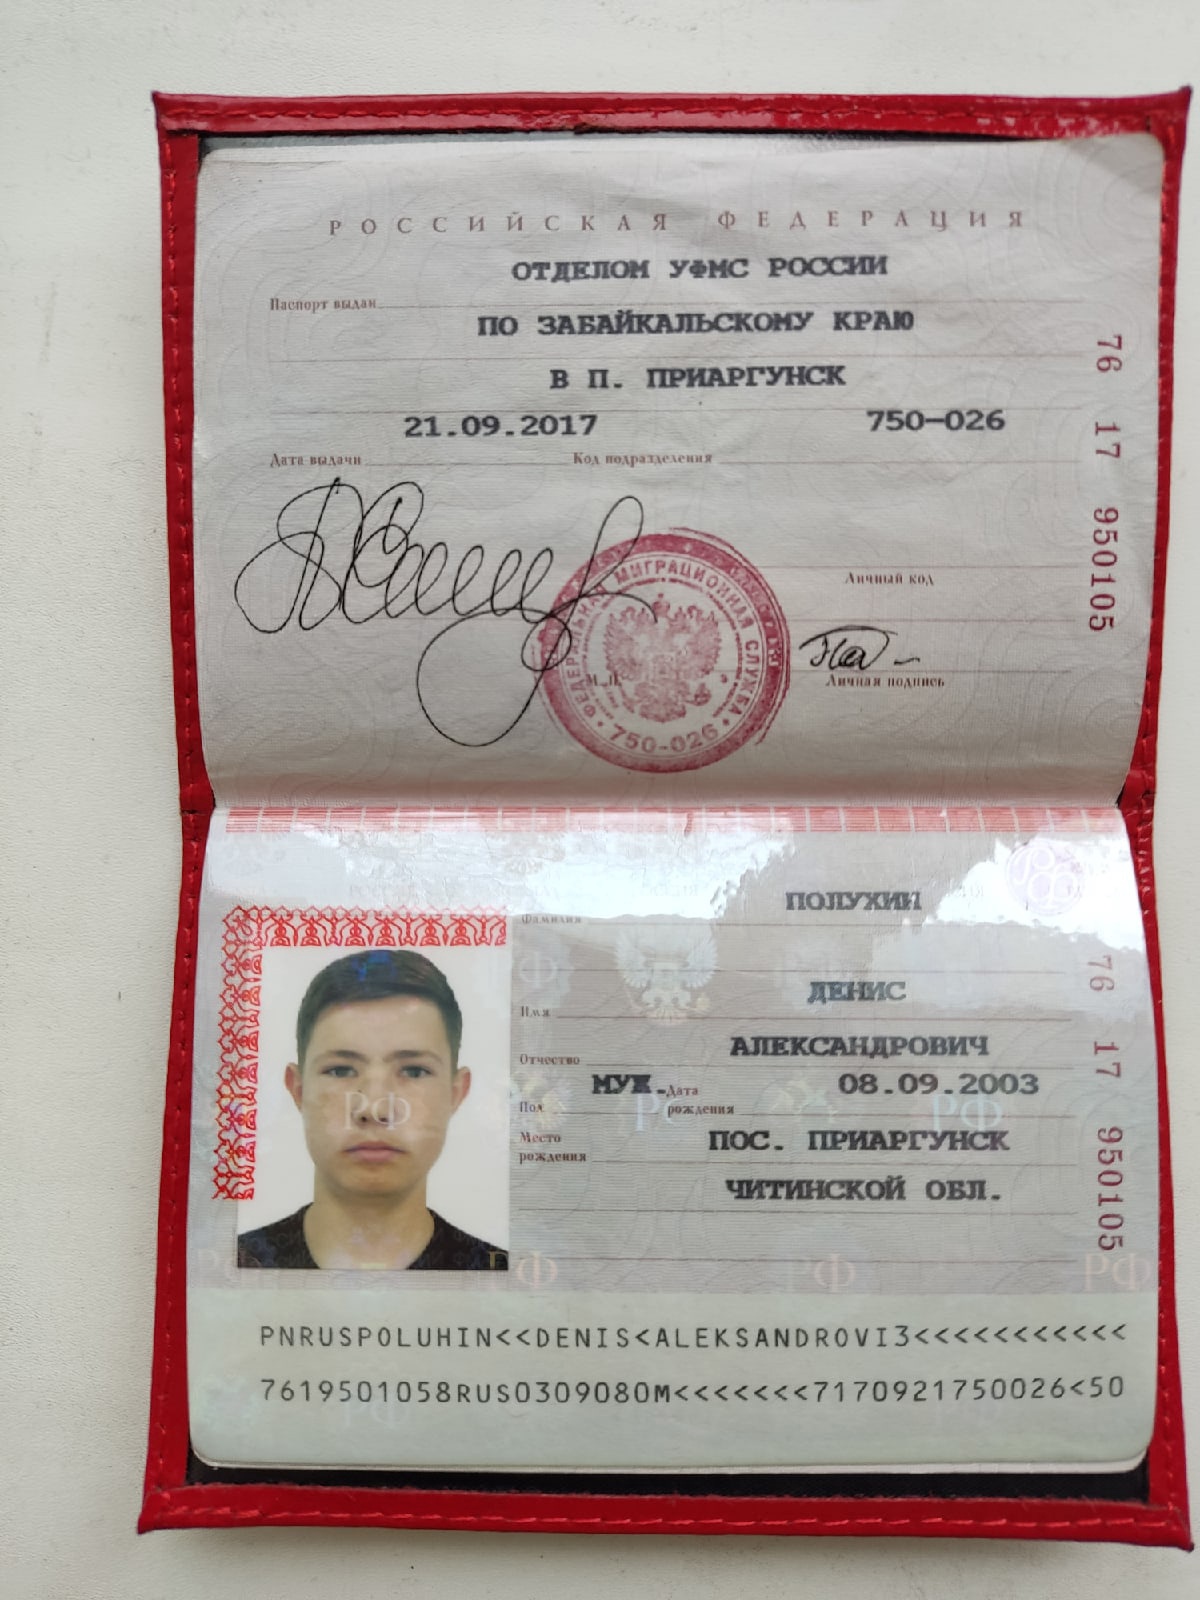 РОССИЙСКАЯ ФЕДЕРАЦИЯ
ОТДЕЛОМ УФМС РОССИИ
Паспорт выдан
ПО ЗАБАЙКАЛЬСКОМУ КРАЮ
В П. ПРИАРГУНСК
21.09.2017 750-026
Дата выдачи Код подразделения
76 17 950105
Личный код
ФЕДЕРАЛЬНАЯ МИГРАЦИОННАЯ СЛУЖБА
М.П.
750-026
Личная подпись
ПОЛУХИН
Фамилия
ДЕНИС
Имя
АЛЕКСАНДРОВИЧ
Отчество
МУЖ. Дата рождения 08.09.2003
Пол
Место рождения ПОС. ПРИАРГУНСК
ЧИТИНСКОЙ ОБЛ.
76 17 950105
РФ
РФ РФ РФ
PNRUSPOLUHIN<<DENIS<ALEKSANDROVI3<<<<<<<<<<<
7619501058RUS0309080M<<<<<<<7170921750026<50